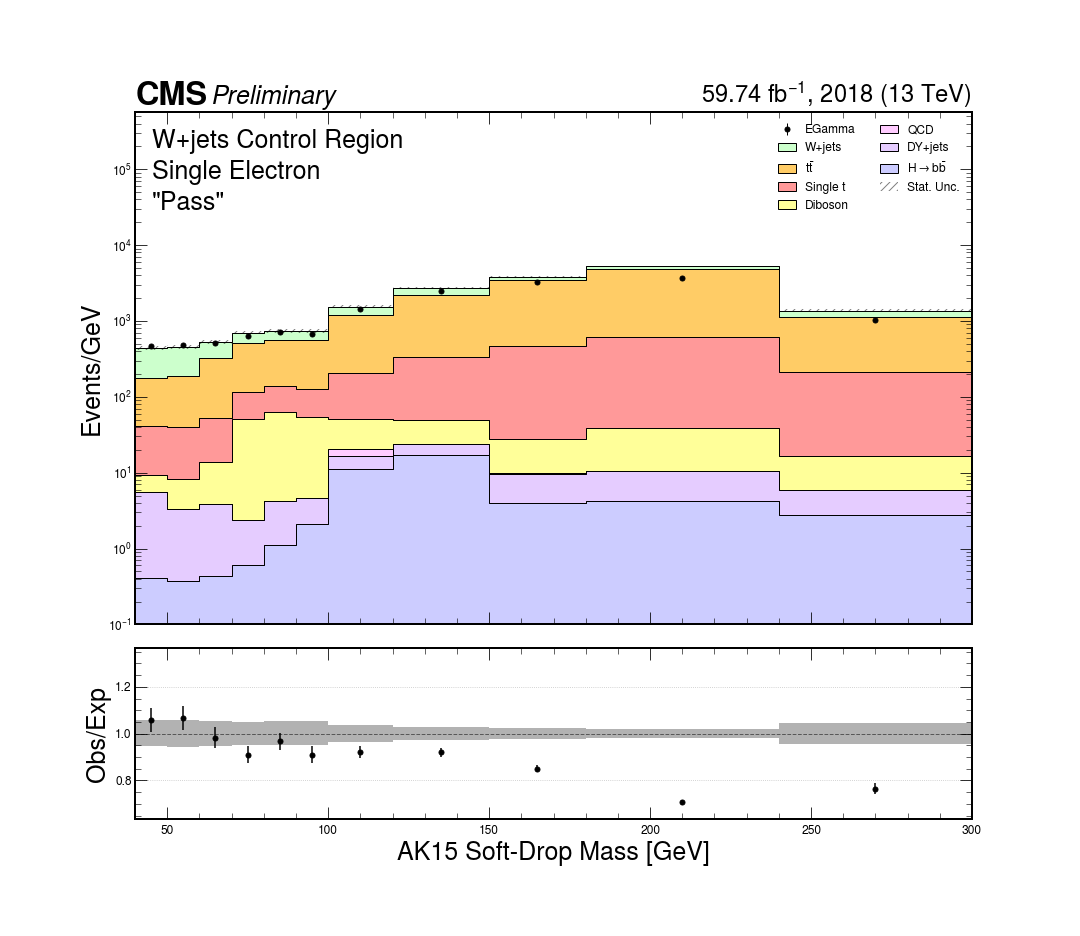 CMS Preliminary
59.74 fb⁻¹, 2018 (13 TeV)
W+jets Control Region
Single Electron
"Pass"
EGamma
W+jets
tt̄
Single t
Diboson
QCD
DY+jets
H→bb̄
Stat. Unc.
Events/GeV
10⁵
10⁴
10³
10²
10¹
10⁰
10⁻¹
Obs/Exp
1.2
1.0
0.8
50 100 150 200 250 300
AK15 Soft-Drop Mass [GeV]